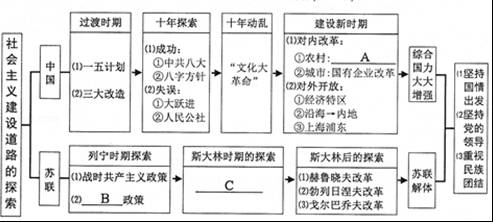 社会主义建设道路的探索
中国
过渡时期
(1)一五计划
(2)三大改造
十年探索
(1)成功:
①中共八大
②八字方针
(2)失误:
①大跃进
②人民公社
十年动乱
“文化大
革命”
建设新时期
(1)对内改革:
①农村: A
②城市: 国有企业改革
(2)对外开放:
①经济特区
②沿海→内地
③上海浦东
综合
国力
大大
增强
苏联
列宁时期探索
(1)战时共产主义政策
(2) B 政策
斯大林时期的探索
C
斯大林后的探索
(1)赫鲁晓夫改革
(2)勃列日涅夫改革
(3)戈尔巴乔夫改革
苏联
解体
(1)坚持国情出发
(2)坚持党的领导
(3)重视民族团结